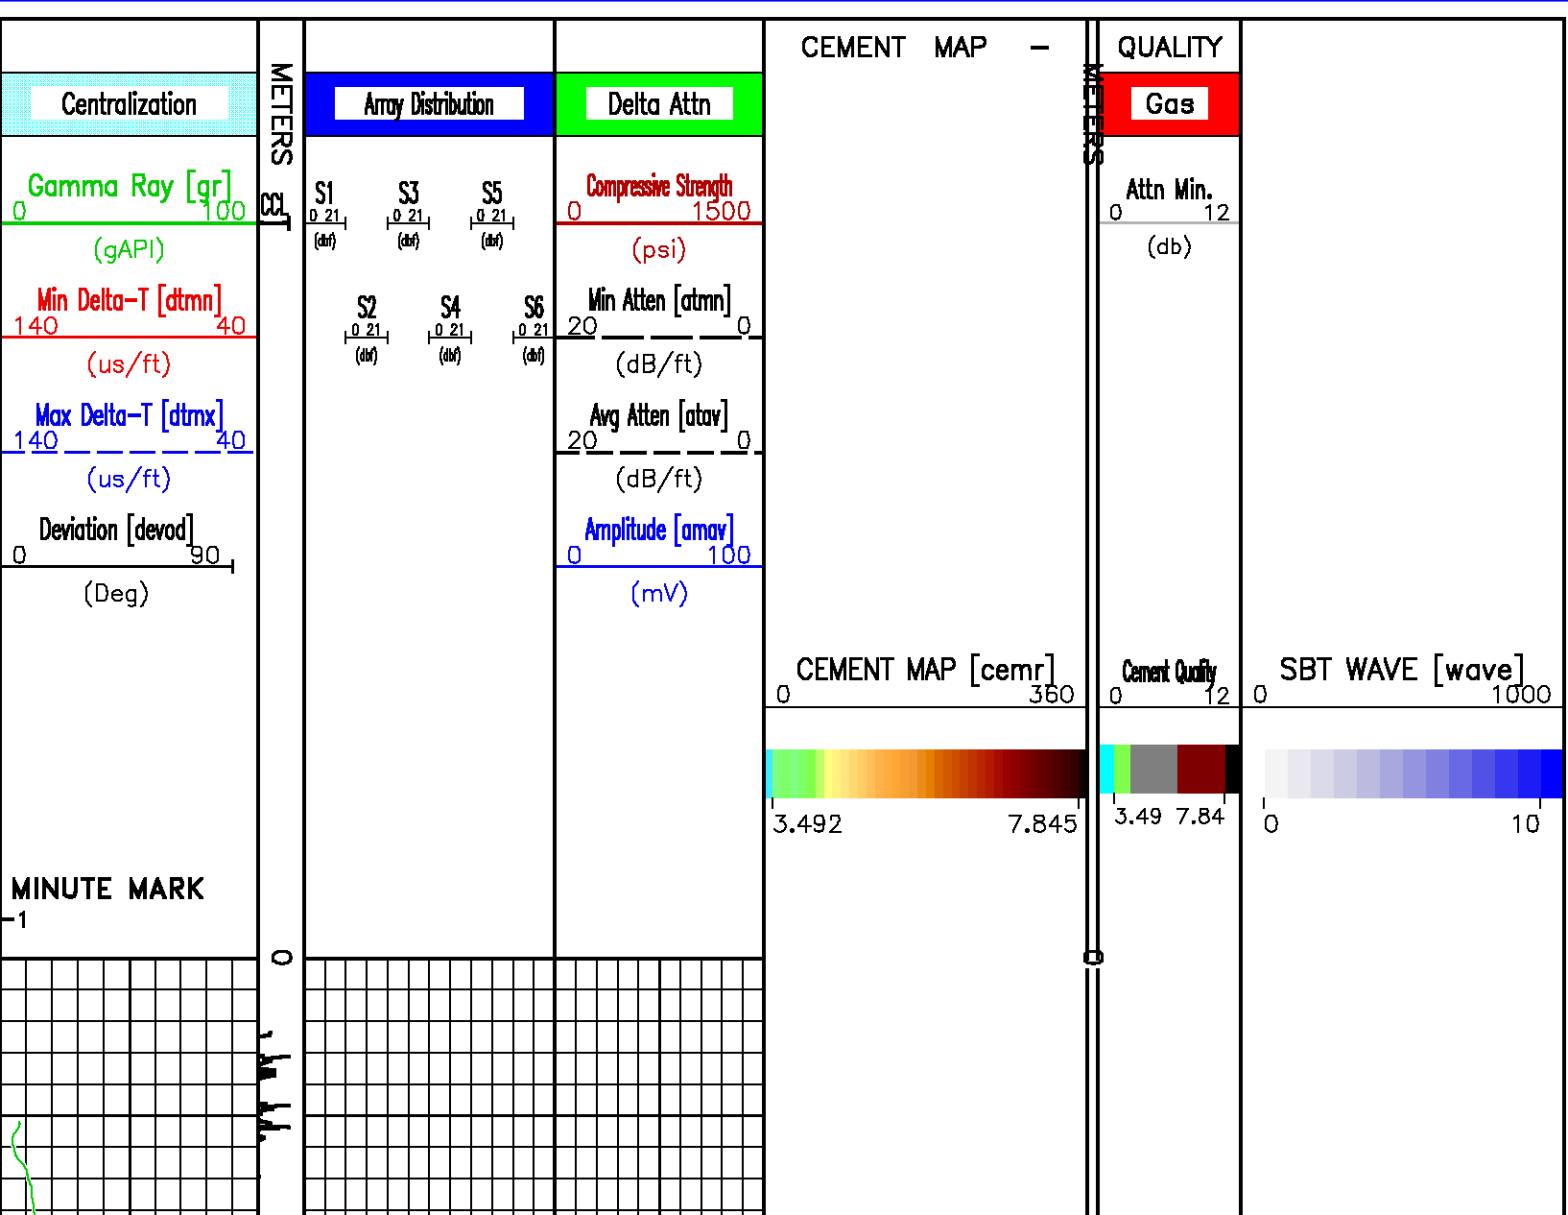 CEMENT MAP -
QUALITY
Centralization
METERS
Array Distribution
Delta Attn
METERS
Gas
Gamma Ray [gr]
0 100
(gAPI)
Min Delta-T [dtmn]
140 40
(us/ft)
Max Delta-T [dtmx]
140 40
(us/ft)
Deviation [devod]
0 90
(Deg)
MINUTE MARK
1
S1
0 21
(dbf)
S3
0 21
(dbf)
S5
0 21
(dbf)
S2
0 21
(dbf)
S4
0 21
(dbf)
S6
0 21
(dbf)
Compressive Strength
0 1500
(psi)
Min Atten [atmn]
20 0
(dB/ft)
Avg Atten [atav]
20 0
(dB/ft)
Amplitude [amav]
0 100
(mV)
CEMENT MAP [cemr]
0 360
3.492 7.845
Attn Min.
0 12
(db)
Cement Quality
0 12
3.49 7.84
SBT WAVE [wave]
0 1000
0 10
0
0